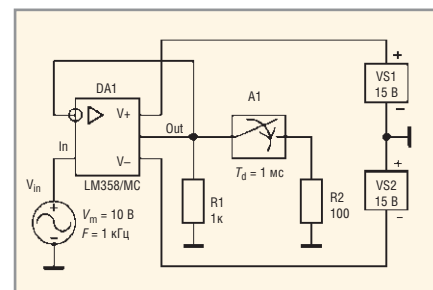 DA1
A1
+
VS1
15 В
–
V+
In
Out
V–
+
VS2
15 В
–
LM358/MC
T_d = 1 мс
V_in
R1
1к
R2
100
+
–
V_m = 10 В
F = 1 кГц